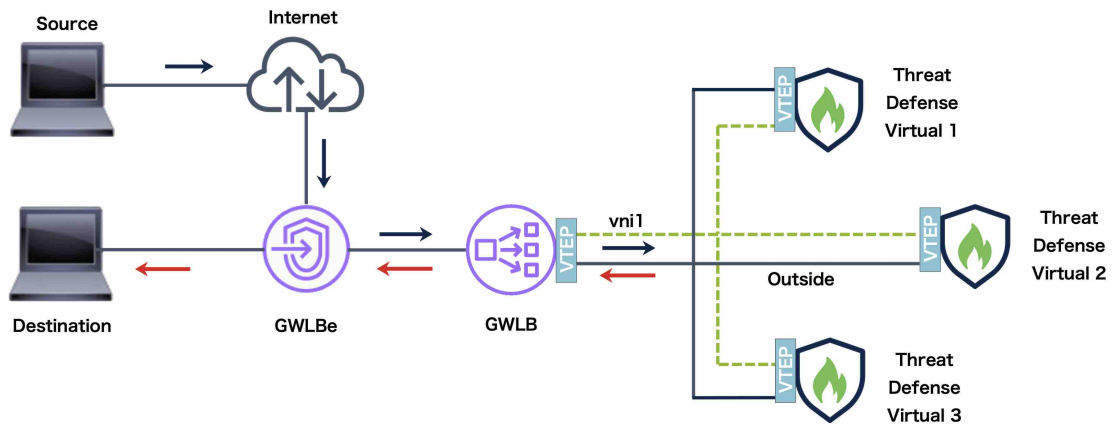 Source
Internet
VTEP
Threat
Defense
Virtual 1
vni1
VTEP
VTEP
Threat
Defense
Virtual 2
Outside
Destination
GWLBe
GWLB
VTEP
Threat
Defense
Virtual 3